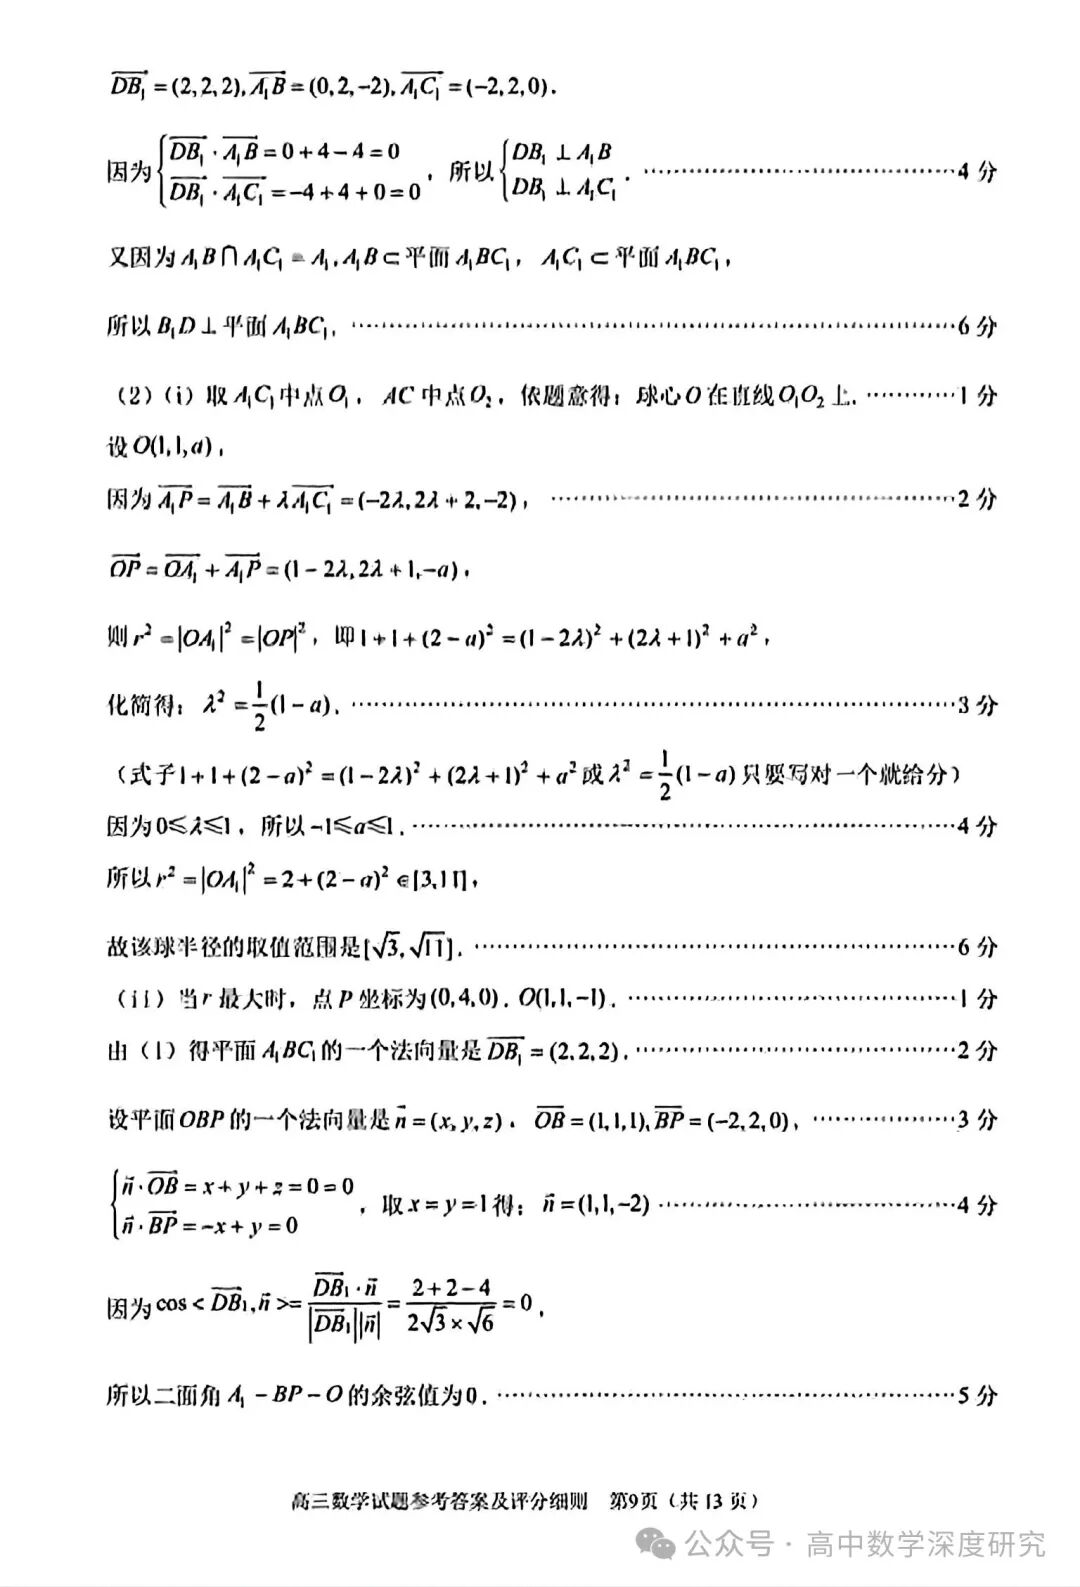 $\overrightarrow{DB_1}=(2,2,2),\overrightarrow{A_1B}=(0,2,-2),\overrightarrow{A_1C_1}=(-2,2,0).$
因为$\begin{cases}\overrightarrow{DB_1}\cdot\overrightarrow{A_1B}=0+4-4=0\\\overrightarrow{DB_1}\cdot\overrightarrow{A_1C_1}=-4+4+0=0\end{cases}$,所以$\begin{cases}DB_1\perp A_1B\\DB_1\perp A_1C_1\end{cases}$.⋯⋯4 分
又因为$A_1B\cap A_1C_1=A_1,A_1B\subset$平面$A_1BC_1$,$A_1C_1\subset$平面$A_1BC_1$,
所以$B_1D\perp$平面$A_1BC_1$.⋯⋯6 分
(2)(i)取$A_1C_1$中点$O_1$,$AC$中点$O_2$,依题意得:球心$O$在直线$O_1O_2$上.⋯⋯1 分
设$O(1,1,a)$,
因为$\overrightarrow{A_1P}=\overrightarrow{A_1B}+\lambda\overrightarrow{A_1C_1}=(-2\lambda,2\lambda+2,-2)$,⋯⋯2 分
$\overrightarrow{OP}=\overrightarrow{OA_1}+\overrightarrow{A_1P}=(1-2\lambda,2\lambda+1,-a)$,
则$r^2=|OA_1|^2=|OP|^2$,即$1+1+(2-a)^2=(1-2\lambda)^2+(2\lambda+1)^2+a^2$,
化简得:$\lambda^2=\frac{1}{2}(1-a)$.⋯⋯3 分
(式子$1+1+(2-a)^2=(1-2\lambda)^2+(2\lambda+1)^2+a^2$或$\lambda^2=\frac{1}{2}(1-a)$只要写对一个就给分)
因为$0\leqslant\lambda\leqslant1$,所以$-1\leqslant a\leqslant1$.⋯⋯4 分
所以$r^2=|OA_1|^2=2+(2-a)^2\in[3,11]$,
故该球半径的取值范围是$[\sqrt{3},\sqrt{11}]$.⋯⋯6 分
(ii)当$r$最大时,点$P$坐标为$(0,4,0)$.$O(1,1,-1)$.⋯⋯1 分
由(1)得平面$A_1BC_1$的一个法向量是$\overrightarrow{DB_1}=(2,2,2)$.⋯⋯2 分
设平面$OBP$的一个法向量是$\vec{n}=(x,y,z)$.$\overrightarrow{OB}=(1,1,1),\overrightarrow{BP}=(-2,2,0)$,⋯⋯3 分
$\begin{cases}\vec{n}\cdot\overrightarrow{OB}=x+y+z=0=0\\\vec{n}\cdot\overrightarrow{BP}=-x+y=0\end{cases}$,取$x=y=1$得:$\vec{n}=(1,1,-2)$⋯⋯4 分
因为$\cos<\overrightarrow{DB_1},\vec{n}>=\frac{\overrightarrow{DB_1}\cdot\vec{n}}{|\overrightarrow{DB_1}||\vec{n}|}=\frac{2+2-4}{2\sqrt{3}\times\sqrt{6}}=0$,
所以二面角$A_1-BP-O$的余弦值为0.⋯⋯5 分
高三数学试题参考答案及评分细则 第9页(共 13 页)
公众号 · 高中数学深度研究